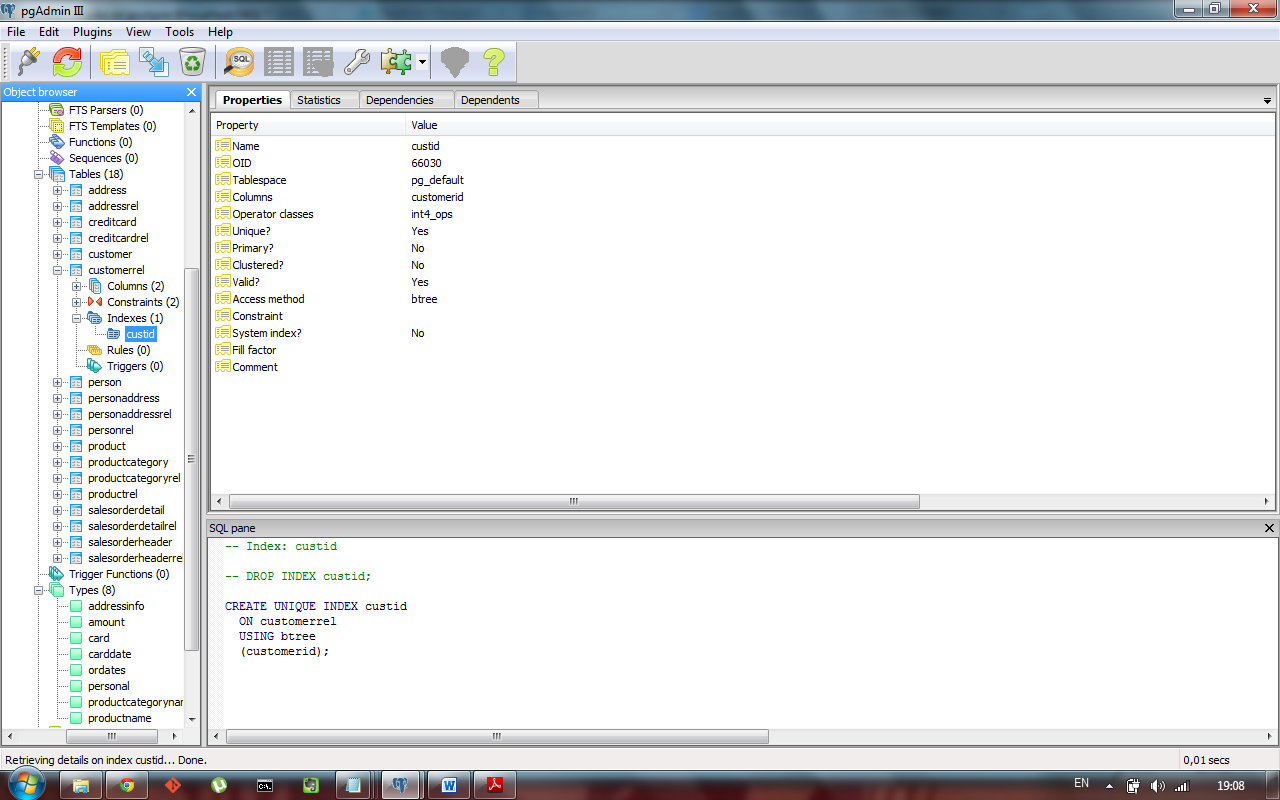 pgAdmin III
File Edit Plugins View Tools Help
SQL
Object browser
FTS Parsers (0)
FTS Templates (0)
Functions (0)
Sequences (0)
Tables (18)
address
addressrel
creditcard
creditcardrel
customer
customerrel
Columns (2)
Constraints (2)
Indexes (1)
custid
Rules (0)
Triggers (0)
person
personaddress
personaddressrel
personrel
product
productcategory
productcategoryrel
productrel
salesorderdetail
salesorderdetailrel
salesorderheader
salesorderheaderrel
Trigger Functions (0)
Types (8)
addressinfo
amount
card
carddate
ordates
personal
productcategorynar
productname
Properties Statistics Dependencies Dependents
Property Value
Name custid
OID 66030
Tablespace pg_default
Columns customerid
Operator classes int4_ops
Unique? Yes
Primary? No
Clustered? No
Valid? Yes
Access method btree
Constraint
System index? No
Fill factor
Comment
SQL pane
-- Index: custid
-- DROP INDEX custid;
CREATE UNIQUE INDEX custid
ON customerrel
USING btree
(customerid);
Retrieving details on index custid... Done.
0,01 secs
EN
19:08